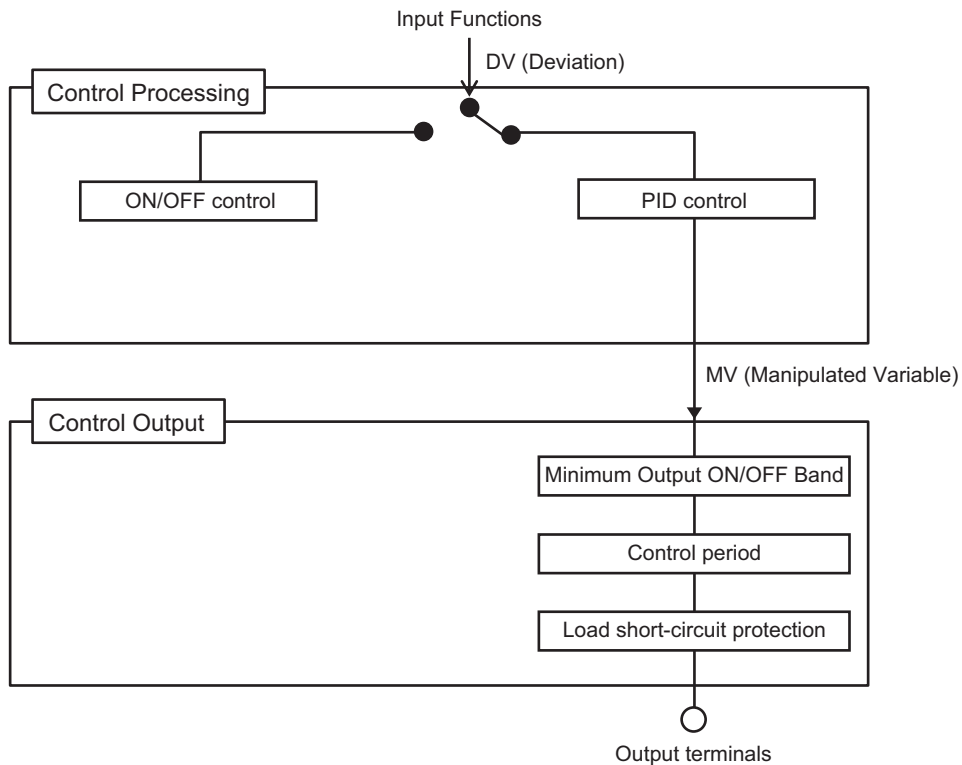 Input Functions
DV (Deviation)
Control Processing
ON/OFF control
PID control
MV (Manipulated Variable)
Control Output
Minimum Output ON/OFF Band
Control period
Load short-circuit protection
Output terminals